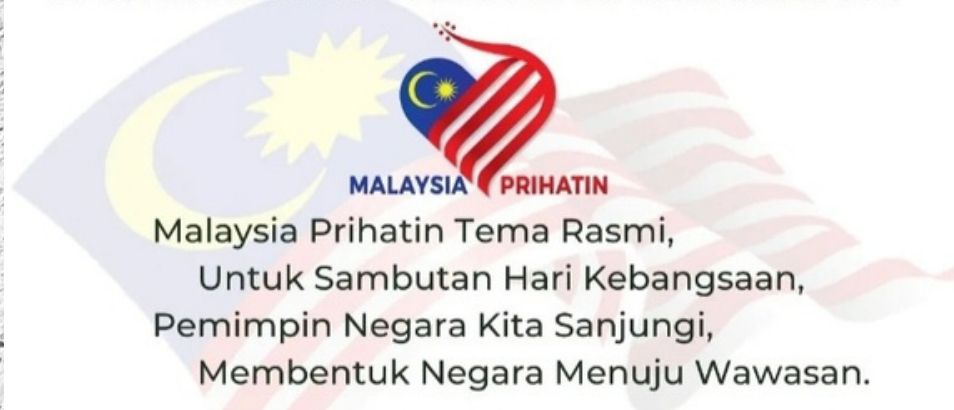 MALAYSIA PRIHATIN
Malaysia Prihatin Tema Rasmi,
Untuk Sambutan Hari Kebangsaan,
Pemimpin Negara Kita Sanjungi,
Membentuk Negara Menuju Wawasan.